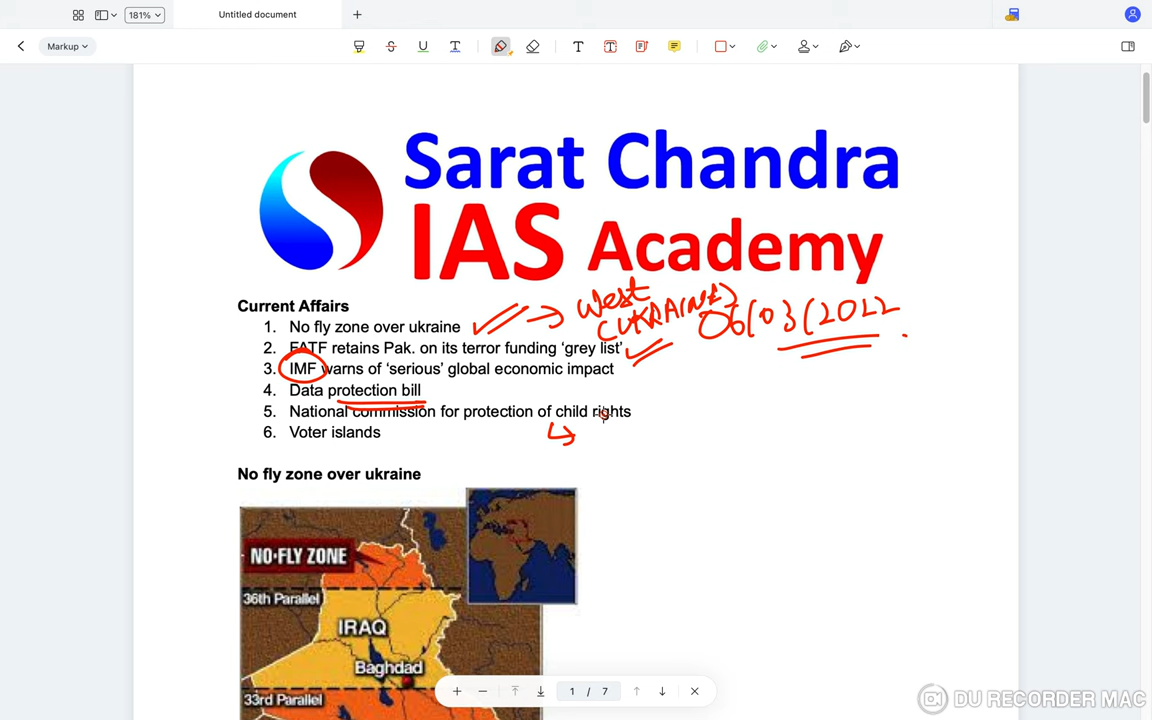 181%
Untitled document
Markup
Sarat Chandra
IAS Academy
West
(UKRAINE)
06/03/2022
Current Affairs
1. No fly zone over ukraine
2. FATF retains Pak. on its terror funding ‘grey list’
3. IMF warns of ‘serious’ global economic impact
4. Data protection bill
5. National commission for protection of child rights
6. Voter islands
No fly zone over ukraine
NO-FLY ZONE
36th Parallel
IRAQ
Baghdad
33rd Parallel
1 / 7
DU RECORDER MAC